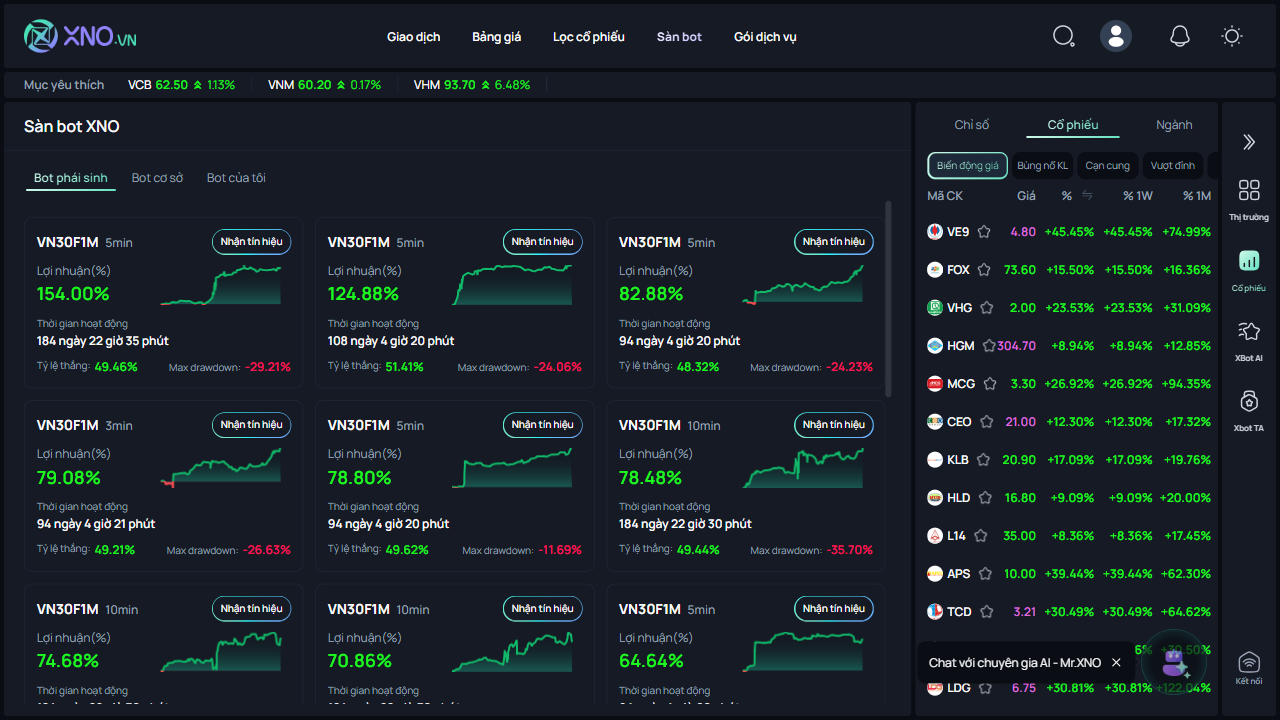 XNO.VN
Giao dịch
Bảng giá
Lọc cổ phiếu
Sàn bot
Gói dịch vụ
Mục yêu thích
VCB 62.50 1.13%
VNM 60.20 0.17%
VHM 93.70 6.48%
Sàn bot XNO
Bot phái sinh
Bot cơ sở
Bot của tôi
VN30F1M 5min
Nhận tín hiệu
Lợi nhuận(%)
154.00%
Thời gian hoạt động
184 ngày 22 giờ 35 phút
Tỷ lệ thắng: 49.46%
Max drawdown: -29.21%
VN30F1M 5min
Nhận tín hiệu
Lợi nhuận(%)
124.88%
Thời gian hoạt động
108 ngày 4 giờ 20 phút
Tỷ lệ thắng: 51.41%
Max drawdown: -24.06%
VN30F1M 5min
Nhận tín hiệu
Lợi nhuận(%)
82.88%
Thời gian hoạt động
94 ngày 4 giờ 20 phút
Tỷ lệ thắng: 48.32%
Max drawdown: -24.23%
VN30F1M 3min
Nhận tín hiệu
Lợi nhuận(%)
79.08%
Thời gian hoạt động
94 ngày 4 giờ 21 phút
Tỷ lệ thắng: 49.21%
Max drawdown: -26.63%
VN30F1M 5min
Nhận tín hiệu
Lợi nhuận(%)
78.80%
Thời gian hoạt động
94 ngày 4 giờ 20 phút
Tỷ lệ thắng: 49.62%
Max drawdown: -11.69%
VN30F1M 10min
Nhận tín hiệu
Lợi nhuận(%)
78.48%
Thời gian hoạt động
184 ngày 22 giờ 30 phút
Tỷ lệ thắng: 49.44%
Max drawdown: -35.70%
VN30F1M 10min
Nhận tín hiệu
Lợi nhuận(%)
74.68%
Thời gian hoạt động
VN30F1M 10min
Nhận tín hiệu
Lợi nhuận(%)
70.86%
Thời gian hoạt động
VN30F1M 5min
Nhận tín hiệu
Lợi nhuận(%)
64.64%
Thời gian hoạt động
Chỉ số
Cổ phiếu
Ngành
Biến động giá
Bùng nổ KL
Cạn cung
Vượt đỉnh
Mã CK Giá % % 1W % 1M
VE9 4.80 +45.45% +45.45% +74.99%
FOX 73.60 +15.50% +15.50% +16.36%
VHG 2.00 +23.53% +23.53% +31.09%
HGM 304.70 +8.94% +8.94% +12.85%
MCG 3.30 +26.92% +26.92% +94.35%
CEO 21.00 +12.30% +12.30% +17.32%
KLB 20.90 +17.09% +17.09% +19.76%
HLD 16.80 +9.09% +9.09% +20.00%
L14 35.00 +8.36% +8.36% +17.45%
APS 10.00 +39.44% +39.44% +62.30%
TCD 3.21 +30.49% +30.49% +64.62%
Chat với chuyên gia AI - Mr.XNO
LDG 6.75 +30.81% +30.81% +122.04%
Thị trường
Cổ phiếu
XBot AI
Xbot TA
Kết nối